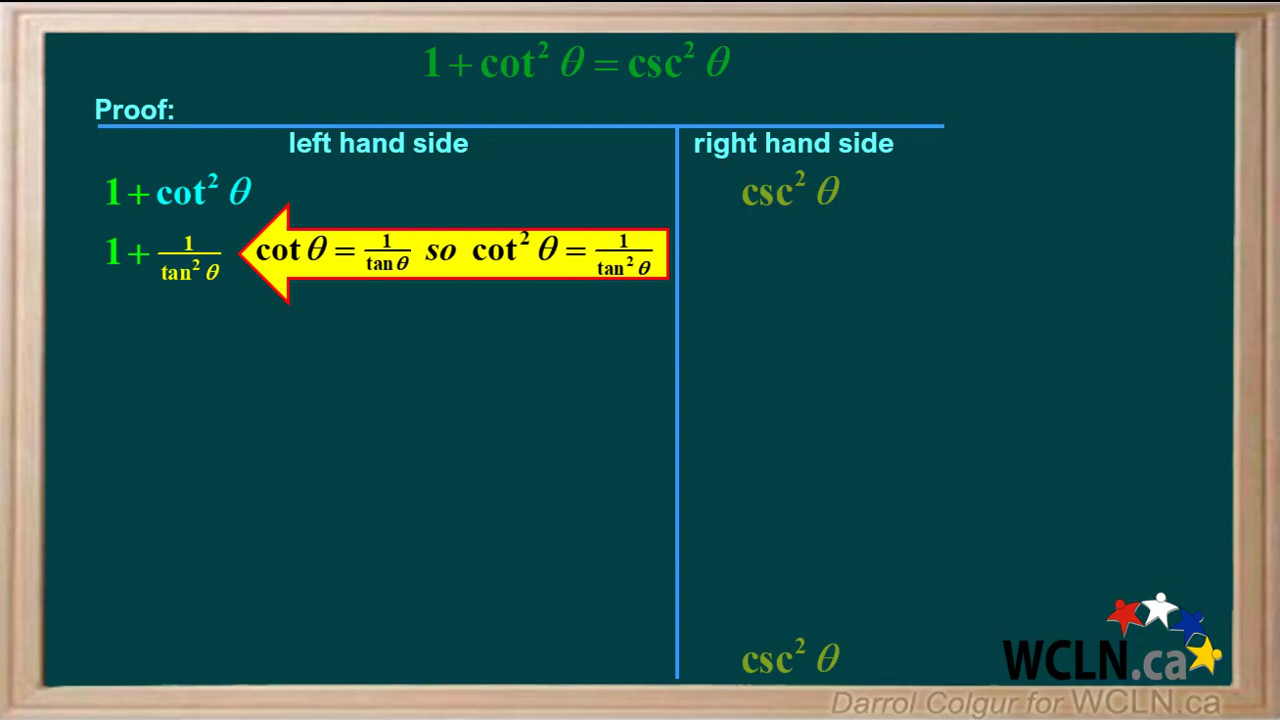 1 + cot² θ = csc² θ
Proof:
left hand side
right hand side
1 + cot² θ
csc² θ
1 + 1/tan² θ
cot θ = 1/tan θ so cot² θ = 1/tan² θ
csc² θ
WCLN.ca
Darrol Colgur for WCLN.ca